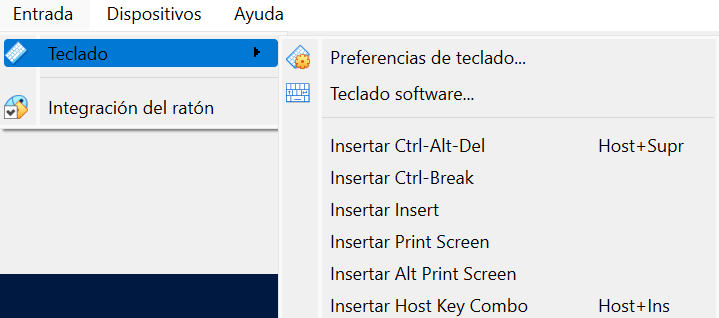 Entrada Dispositivos Ayuda
Teclado
Integración del ratón
Preferencias de teclado...
Teclado software...
Insertar Ctrl-Alt-Del Host+Supr
Insertar Ctrl-Break
Insertar Insert
Insertar Print Screen
Insertar Alt Print Screen
Insertar Host Key Combo Host+Ins